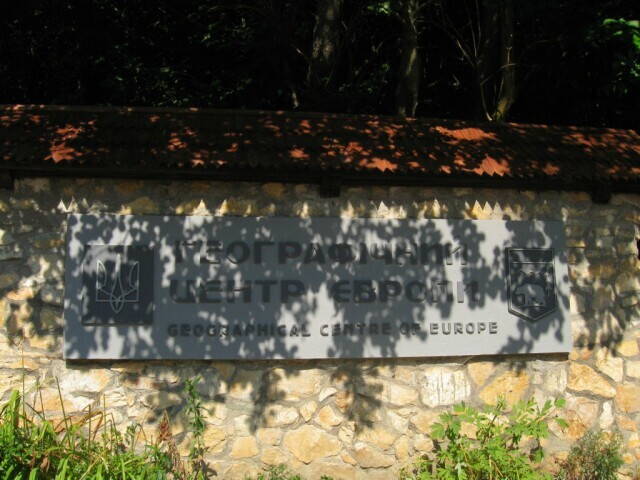 ГЕОГРАФІЧНИЙ
ЦЕНТР ЄВРОПИ
GEOGRAPHICAL CENTRE OF EUROPE